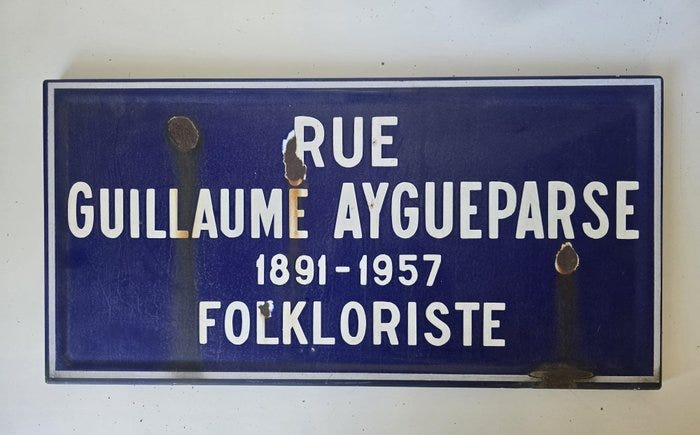 RUE
GUILLAUME AYGUEPARSE
1891-1957
FOLKLORISTE